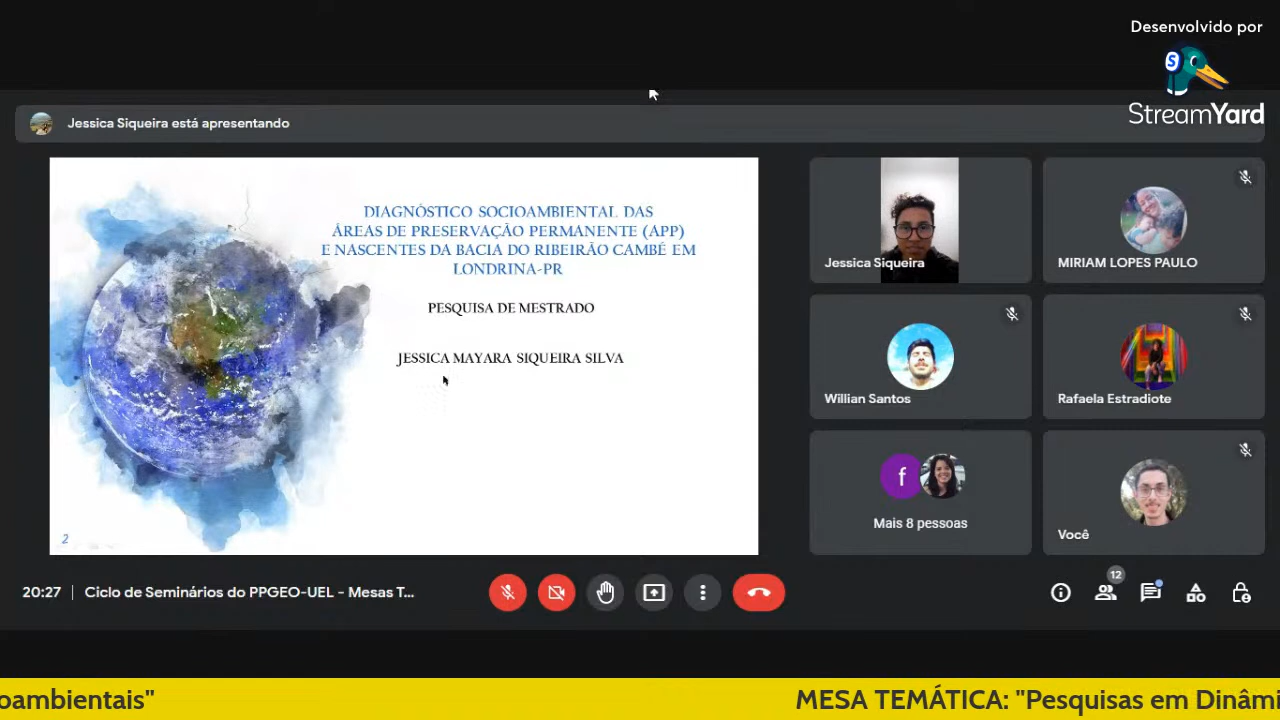 Desenvolvido por
StreamYard
Jessica Siqueira está apresentando
DIAGNÓSTICO SOCIOAMBIENTAL DAS
ÁREAS DE PRESERVAÇÃO PERMANENTE (APP)
E NASCENTES DA BACIA DO RIBEIRÃO CAMBÉ EM
LONDRINA-PR
PESQUISA DE MESTRADO
JESSICA MAYARA SIQUEIRA SILVA
2
Jessica Siqueira
MIRIAM LOPES PAULO
Willian Santos
Rafaela Estradiote
f
Mais 8 pessoas
Você
20:27 | Ciclo de Seminários do PPGEO-UEL - Mesas T...
12
oambientais" MESA TEMÁTICA: "Pesquisas em Dinâmi